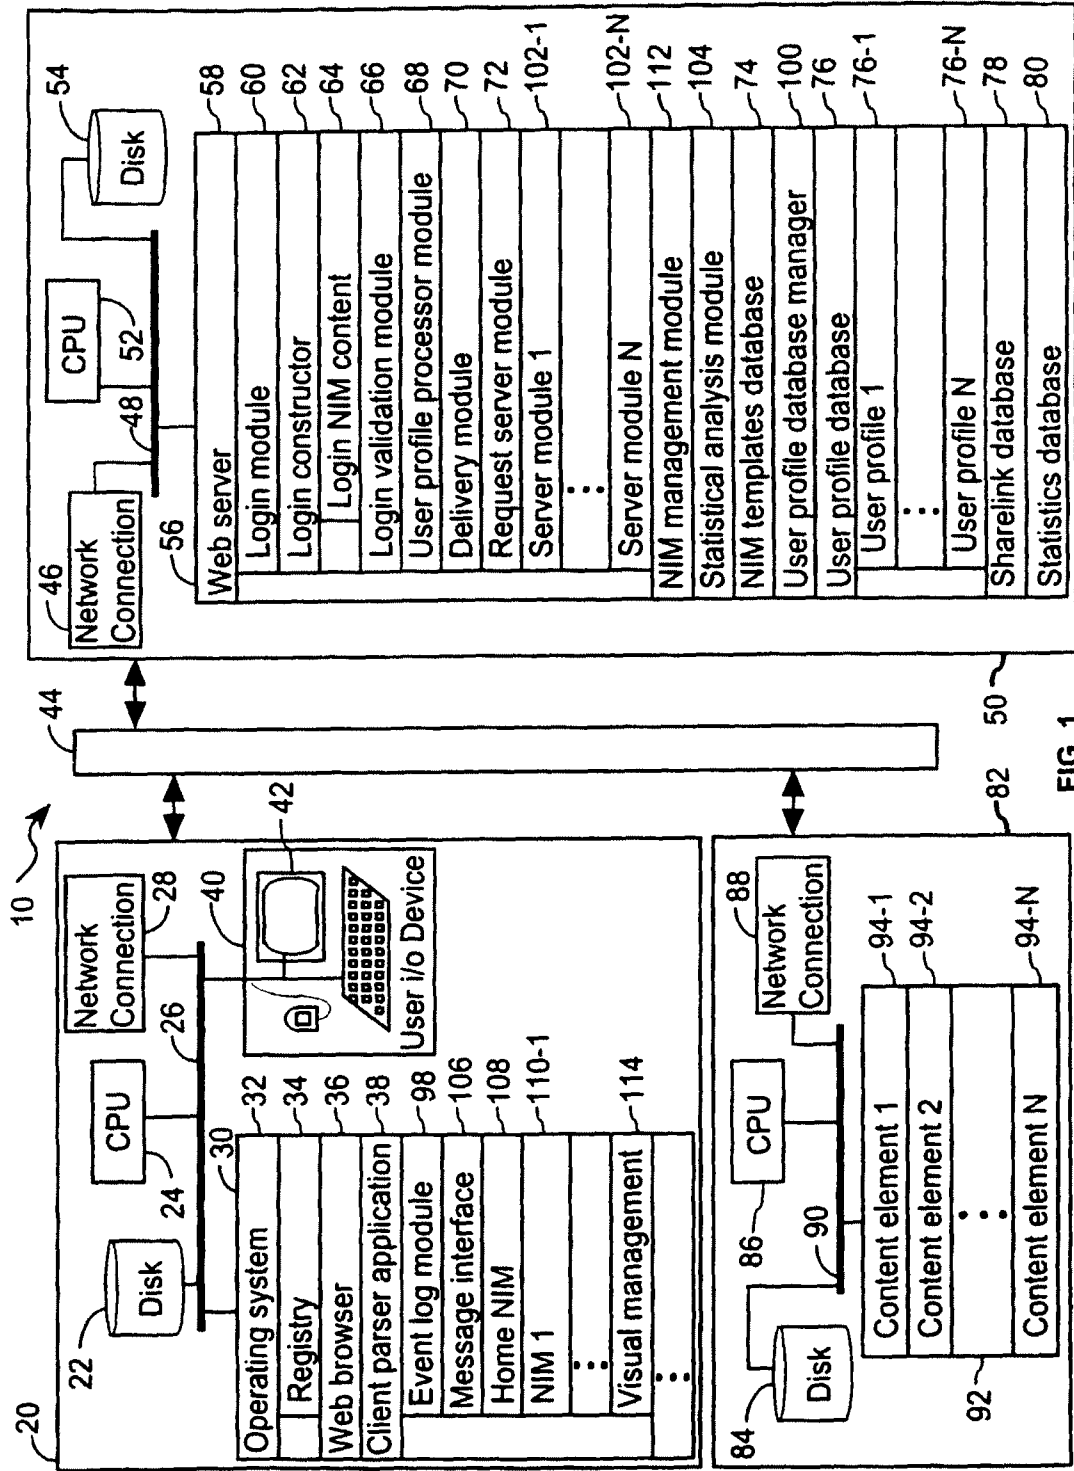 10
20
22
Disk
24
CPU
26
Network
Connection
28
30
Operating system
32
Registry
34
Web browser
36
Client parser application
38
Event log module
98
Message interface
106
Home NIM
108
NIM 1
110-1
Visual management
114
40
42
User i/o Device
44
46
Network
Connection
48
CPU
52
Disk
54
56
Web server
58
Login module
60
Login constructor
62
Login NIM content
64
Login validation module
66
User profile processor module
68
Delivery module
70
Request server module
72
Server module 1
102-1
Server module N
102-N
NIM management module
112
Statistical analysis module
104
NIM templates database
74
User profile database manager
100
User profile database
76
User profile 1
76-1
User profile N
76-N
Sharelink database
78
Statistics database
80
50
82
84
Disk
86
CPU
88
Network
Connection
90
92
Content element 1
94-1
Content element 2
94-2
Content element N
94-N
FIG. 1